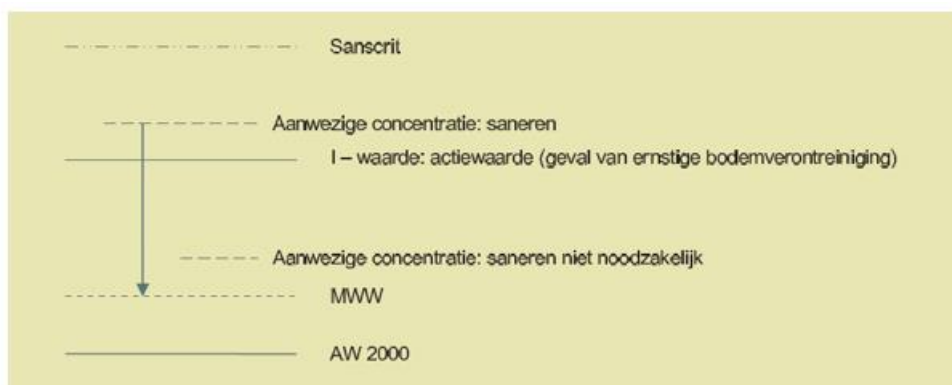 Sanscrit
Aanwezige concentratie: saneren
I – waarde: actiewaarde (geval van ernstige bodemverontreiniging)
Aanwezige concentratie: saneren niet noodzakelijk
MWW
AW 2000